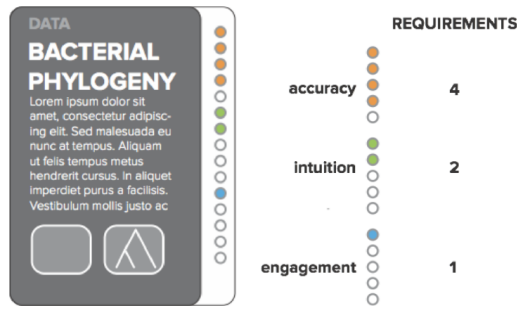 DATA
BACTERIAL
PHYLOGENY
Lorem ipsum dolor sit
amet, consectetur adipisc-
ing elit. Sed malesuada eu
nunc at tempus. Aliquam
ut felis tempus metus
hendrerit cursus. In aliquet
imperdiet purus a facilisis.
Vestibulum mollis justo ac
REQUIREMENTS
accuracy 4
intuition 2
engagement 1